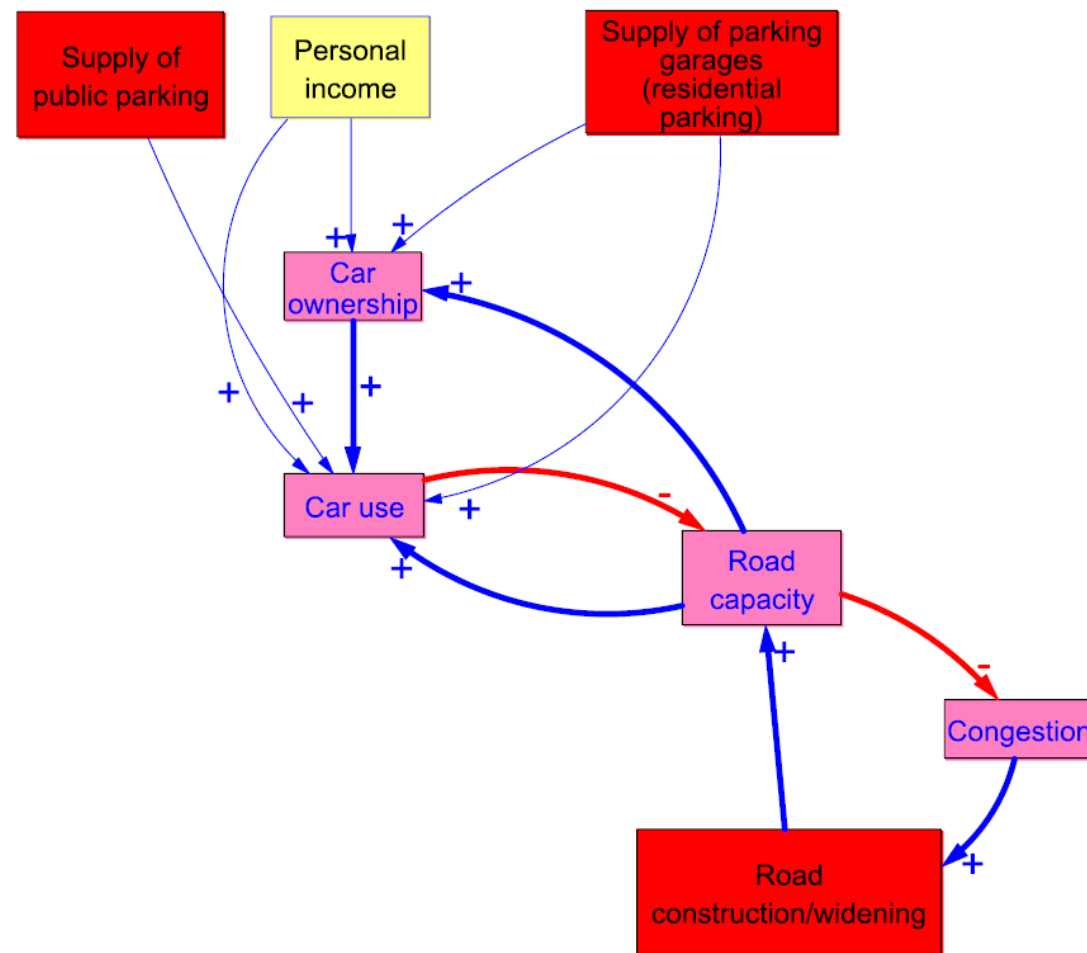 Supply of
public parking
Personal
income
Supply of parking
garages
(residential
parking)
+
+
+
Car
ownership
+
+
+
+
Car use
-
+
+
Road
capacity
+
-
Congestion
+
Road
construction/widening